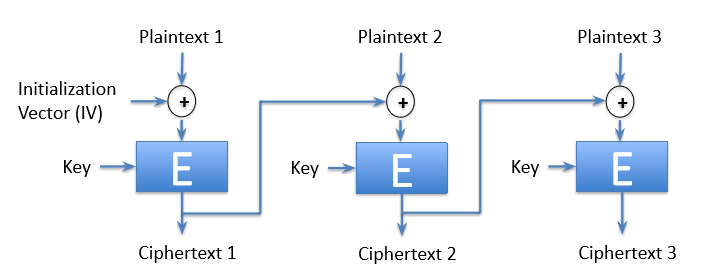 Plaintext 1
Plaintext 2
Plaintext 3
Initialization
Vector (IV)
+
+
+
Key
E
Key
E
Key
E
Ciphertext 1
Ciphertext 2
Ciphertext 3